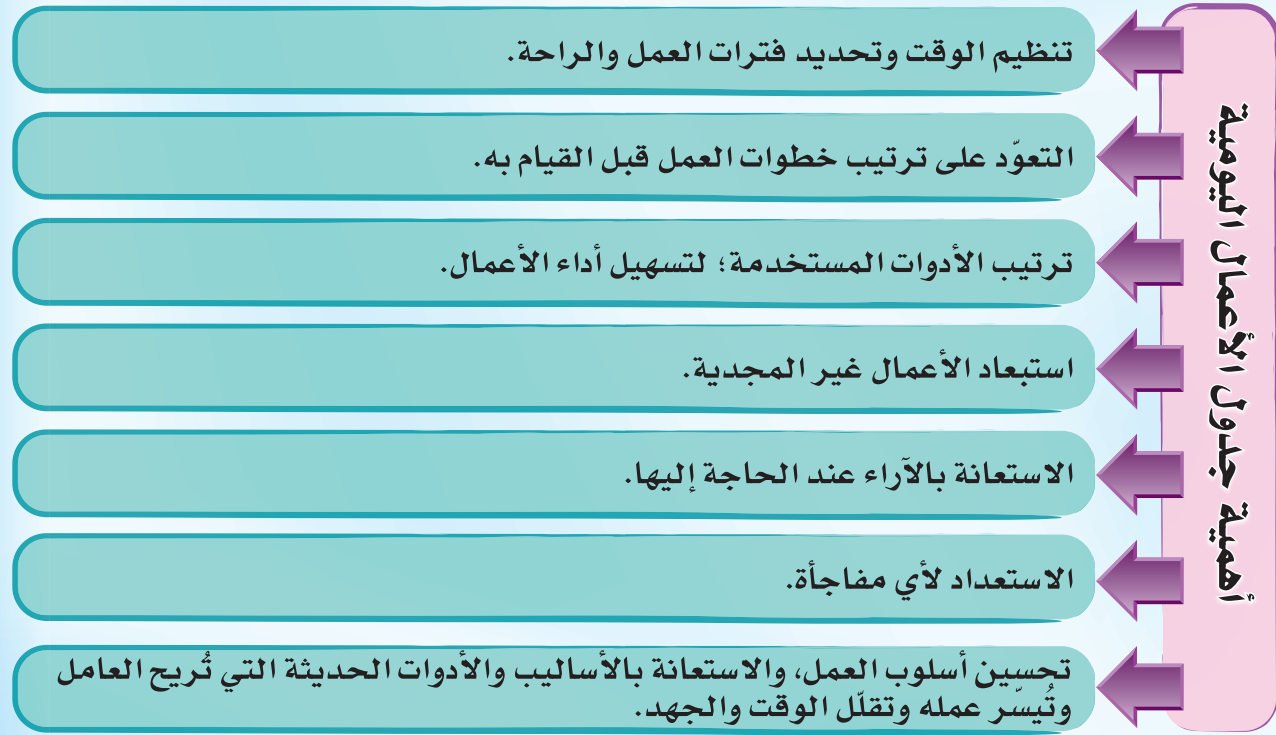 أهمية جدول الأعمال اليومية
تنظيم الوقت وتحديد فترات العمل والراحة.
التعوّد على ترتيب خطوات العمل قبل القيام به.
ترتيب الأدوات المستخدمة؛ لتسهيل أداء الأعمال.
استبعاد الأعمال غير المجدية.
الاستعانة بالآراء عند الحاجة إليها.
الاستعداد لأي مفاجأة.
تحسين أسلوب العمل، والاستعانة بالأساليب والأدوات الحديثة التي تُريح العامل
وتُيسّر عمله وتقلّل الوقت والجهد.